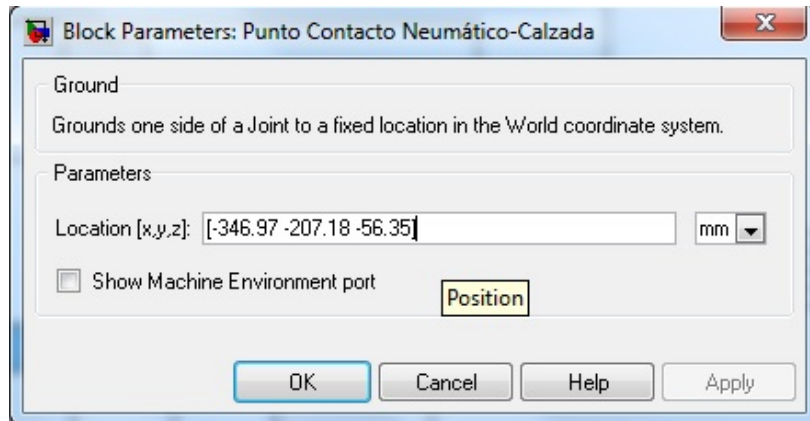 Block Parameters: Punto Contacto Neumático-Calzada
Ground
Grounds one side of a Joint to a fixed location in the World coordinate system.
Parameters
Location [x,y,z]: [-346.97 -207.18 -56.35] mm
Show Machine Environment port
Position
OK Cancel Help Apply